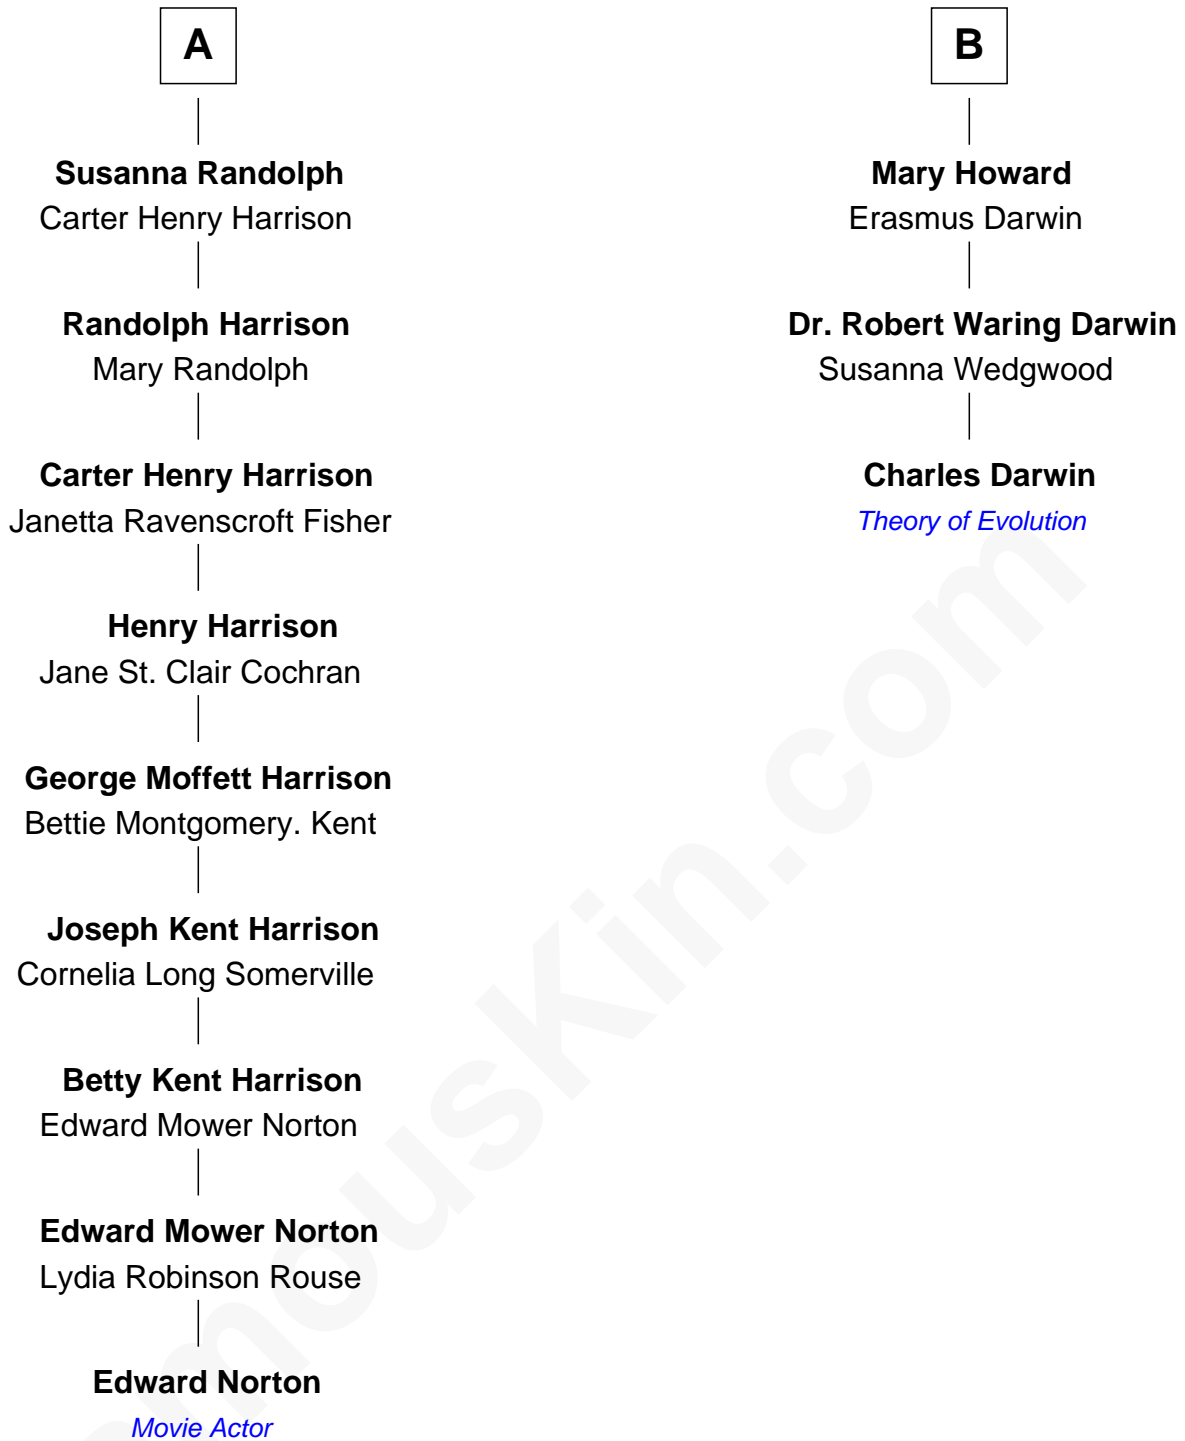 A
Susanna Randolph
Carter Henry Harrison
Randolph Harrison
Mary Randolph
Carter Henry Harrison
Janetta Ravenscroft Fisher
Henry Harrison
Jane St. Clair Cochran
George Moffett Harrison
Bettie Montgomery. Kent
Joseph Kent Harrison
Cornelia Long Somerville
Betty Kent Harrison
Edward Mower Norton
Edward Mower Norton
Lydia Robinson Rouse
Edward Norton
Movie Actor
B
Mary Howard
Erasmus Darwin
Dr. Robert Waring Darwin
Susanna Wedgwood
Charles Darwin
Theory of Evolution
mousKin.com